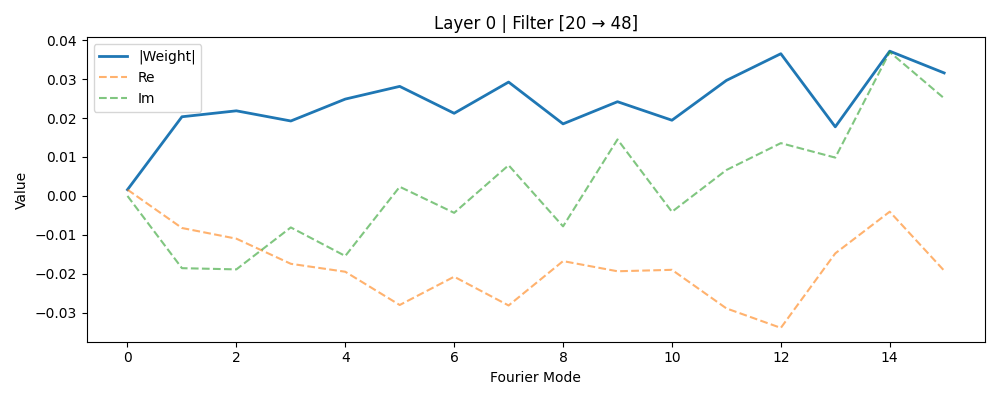 Layer 0 | Filter [20 → 48]
|Weight|
Re
Im
0.04
0.03
0.02
0.01
0.00
−0.01
−0.02
−0.03
Value
0 2 4 6 8 10 12 14
Fourier Mode